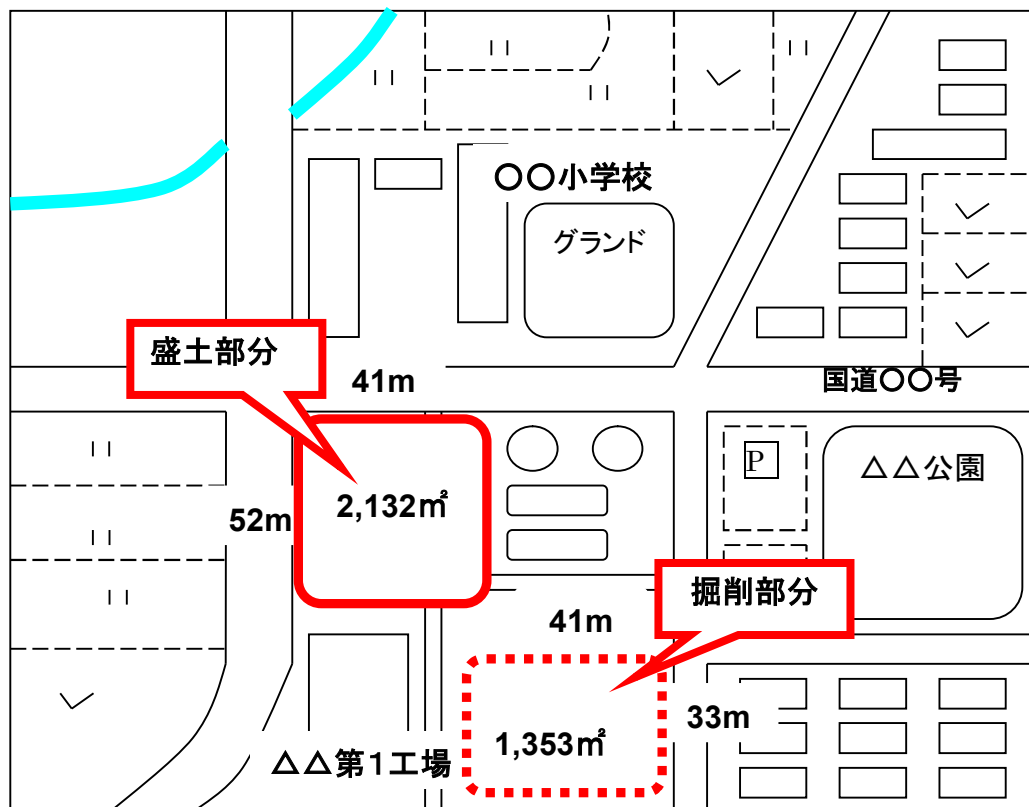 〇〇小学校
グランド
盛土部分
41m
国道〇〇号
P
△△公園
2,132㎡
52m
掘削部分
41m
33m
1,353㎡
△△第１工場